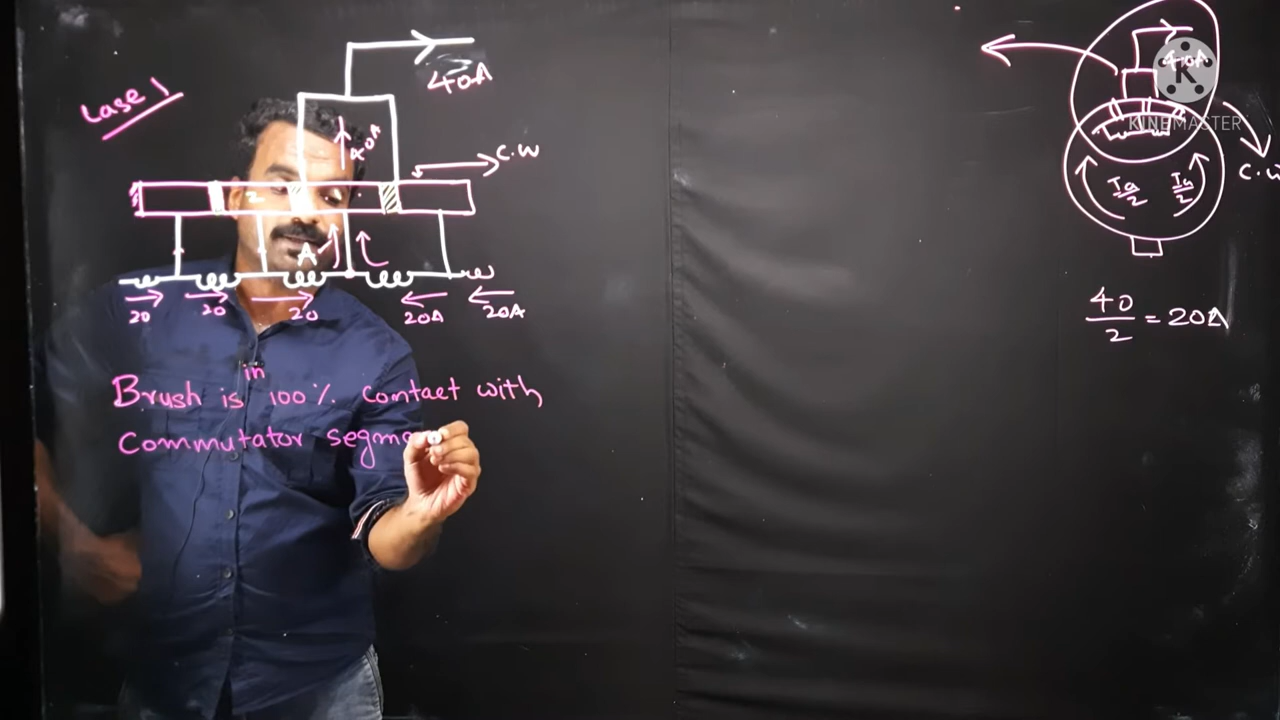 Case 1
40A
40A
C.W
2
A
20 20 20 20A 20A
in
Brush is 100% contact with
Commutator segme
40A
K
KINEMASTER
C.W
Ia/2 Ia/2
40/2 = 20A